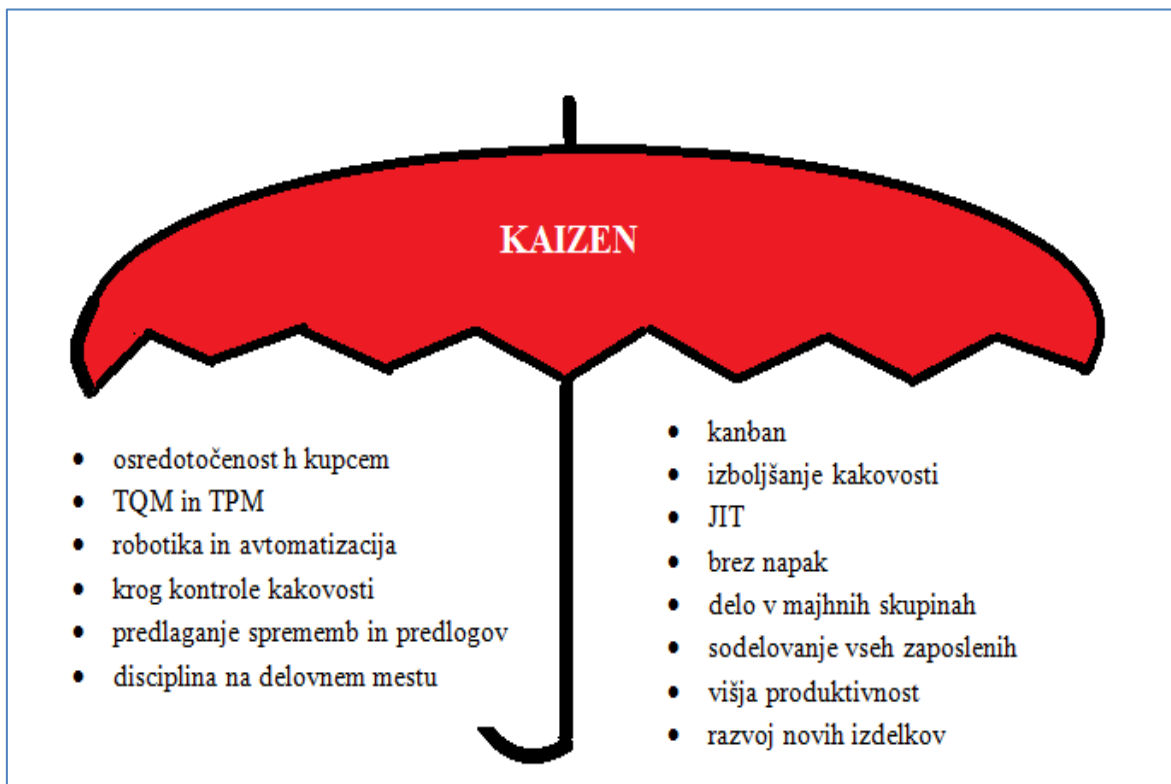 KAIZEN
osredotočenost h kupcem
TQM in TPM
robotika in avtomatizacija
krog kontrole kakovosti
predlaganje sprememb in predlogov
disciplina na delovnem mestu
kanban
izboljšanje kakovosti
JIT
brez napak
delo v majhnih skupinah
sodelovanje vseh zaposlenih
višja produktivnost
razvoj novih izdelkov